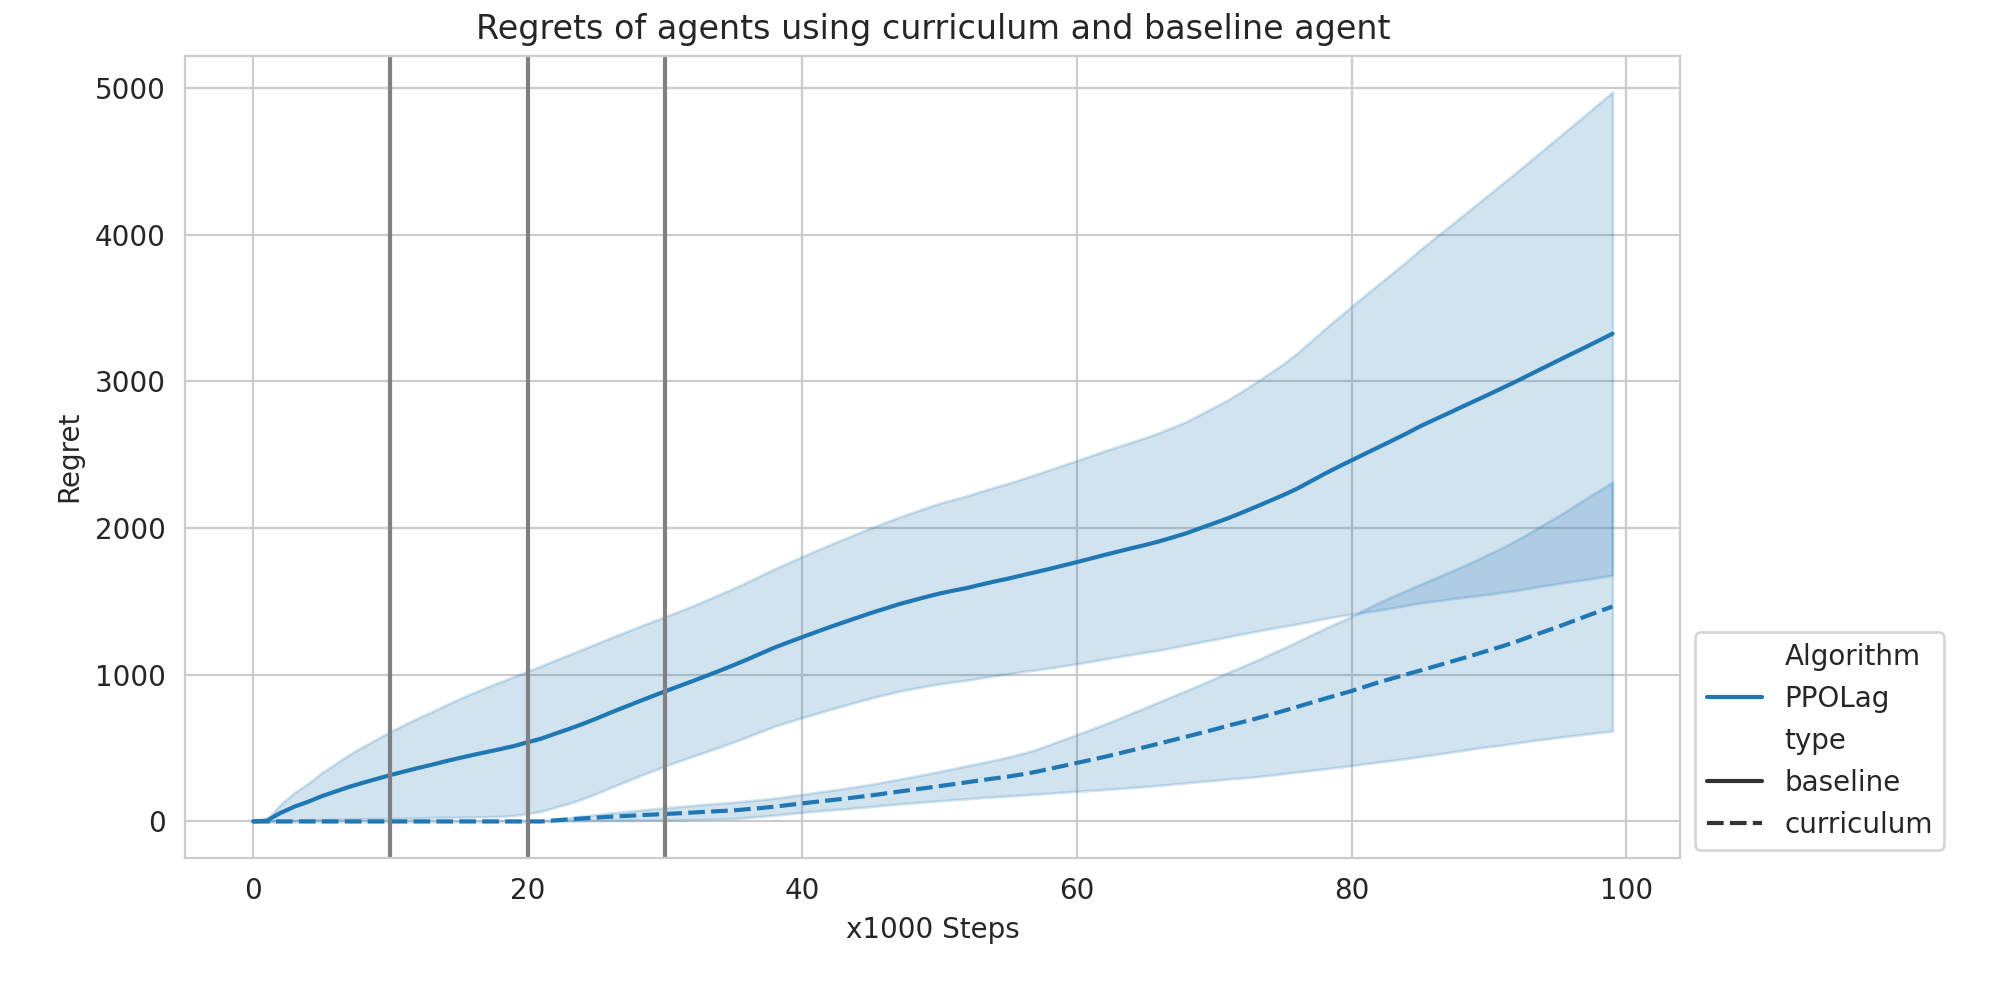 Regrets of agents using curriculum and baseline agent
5000
4000
3000
2000
1000
0
Regret
0 20 40 60 80 100
x1000 Steps
Algorithm
PPOLag
type
baseline
curriculum